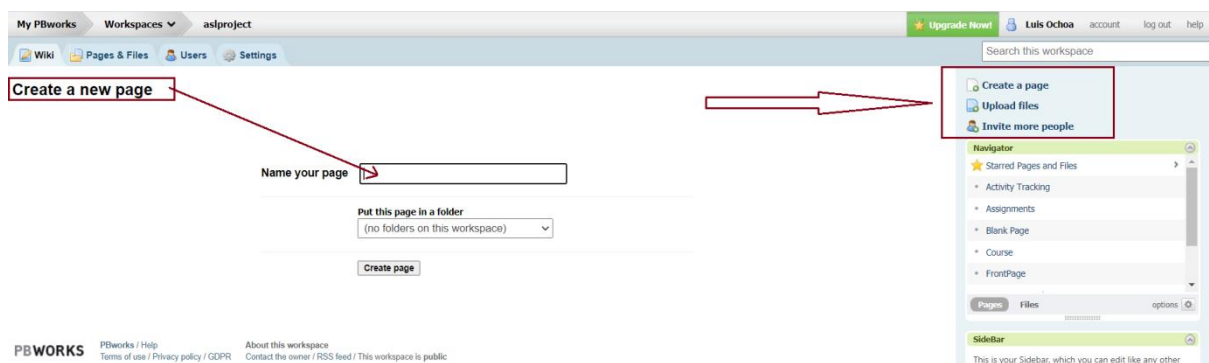 My PBworks Workspaces aslproject Upgrade Now! Luis Ochoa account log out help
Wiki Pages & Files Users Settings Search this workspace
Create a new page
Create a page
Upload files
Invite more people
Name your page
Put this page in a folder
(no folders on this workspace)
Create page
Navigator
Starred Pages and Files
Activity Tracking
Assignments
Blank Page
Course
FrontPage
Pages Files options
SideBar
This is your Sidebar, which you can edit like any other
PBWORKS
PBworks / Help
Terms of use / Privacy policy / GDPR
About this workspace
Contact the owner / RSS feed / This workspace is public